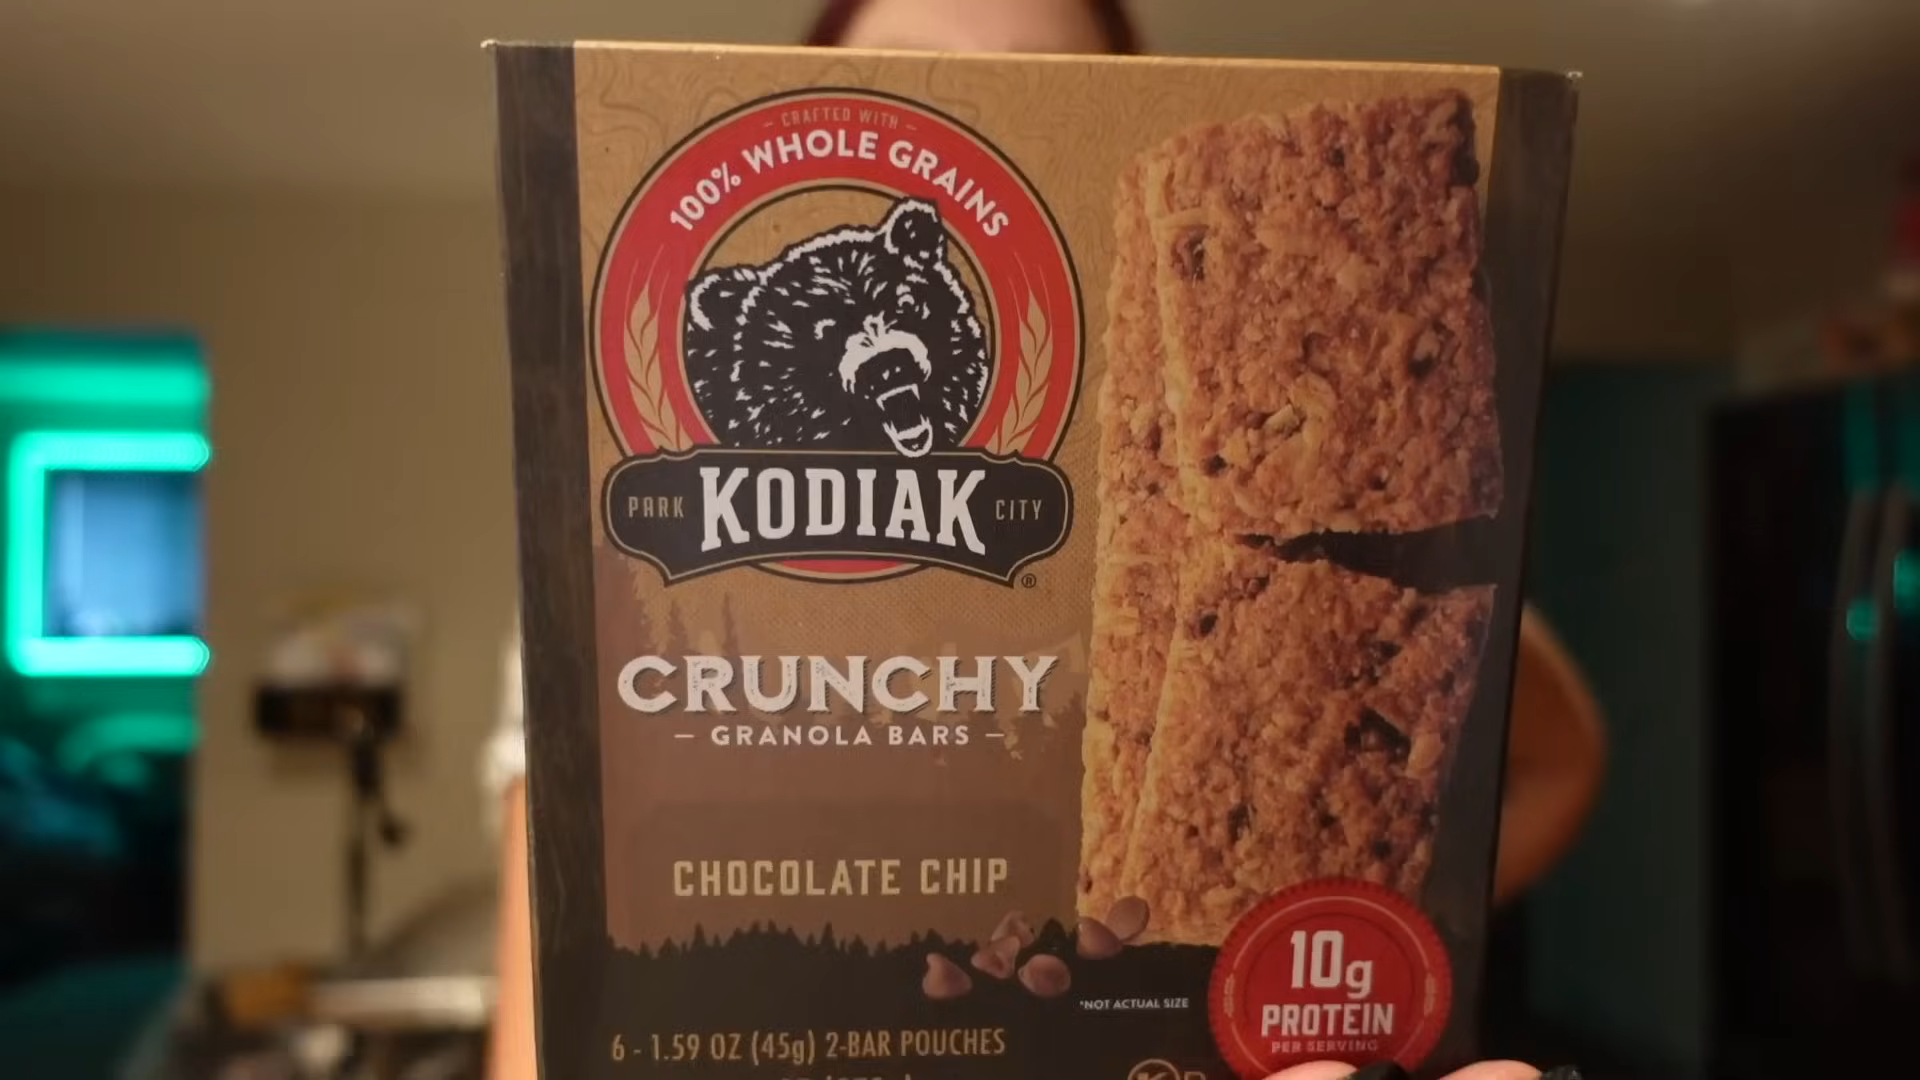 CRAFTED WITH
100% WHOLE GRAINS
PARK KODIAK CITY
®
CRUNCHY
GRANOLA BARS
CHOCOLATE CHIP
10g
PROTEIN
PER SERVING
*NOT ACTUAL SIZE
6 - 1.59 OZ (45g) 2-BAR POUCHES